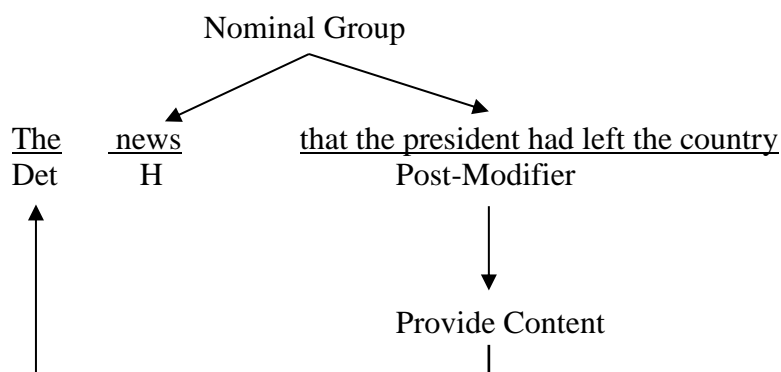 Nominal Group
The news that the president had left the country
Det H Post-Modifier
Provide Content